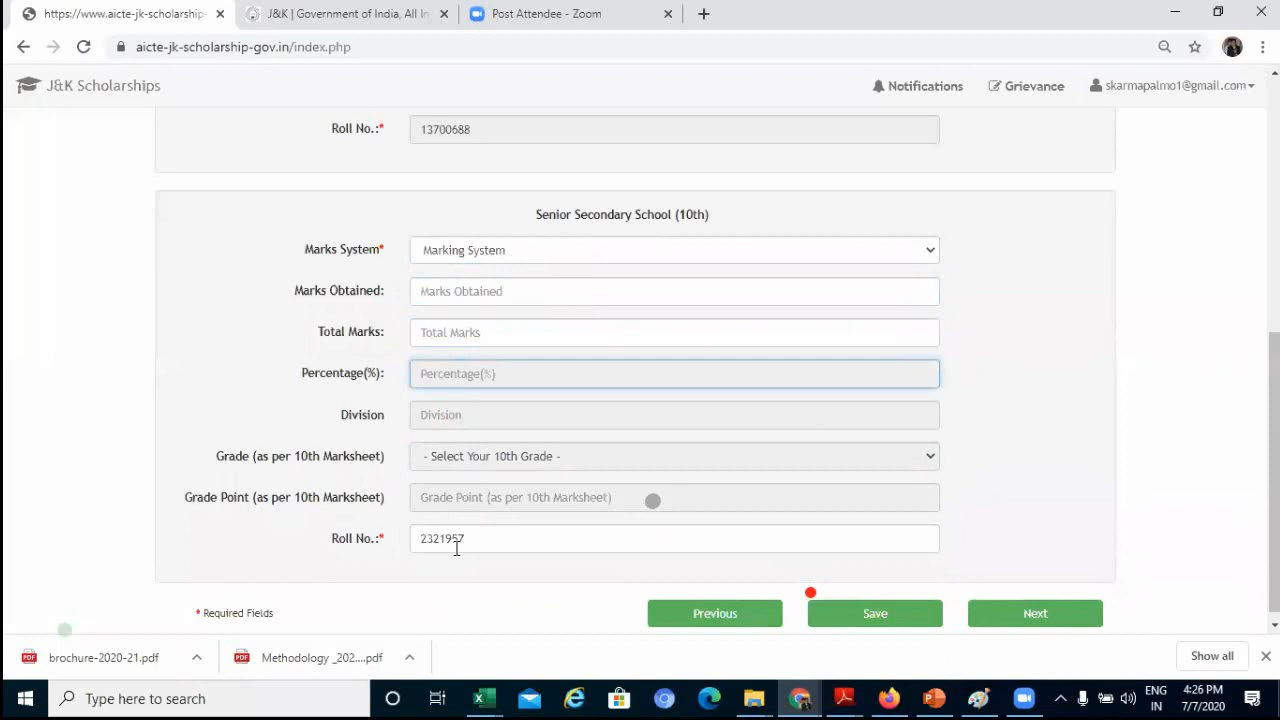 https://www.aicte-jk-scholarship-
J&K | Government of India, All In
Post Attendee - Zoom
aicte-jk-scholarship-gov.in/index.php
J&K Scholarships
Notifications
Grievance
skarmapalmo1@gmail.com
Roll No.:*
13700688
Senior Secondary School (10th)
Marks System*
Marking System
Marks Obtained:
Marks Obtained
Total Marks:
Total Marks
Percentage(%):
Percentage(%)
Division
Division
Grade (as per 10th Marksheet)
- Select Your 10th Grade -
Grade Point (as per 10th Marksheet)
Grade Point (as per 10th Marksheet)
Roll No.:*
2321957
* Required Fields
Previous
Save
Next
brochure-2020-21.pdf
Methodology _202....pdf
Show all
Type here to search
ENG
IN
4:26 PM
7/7/2020